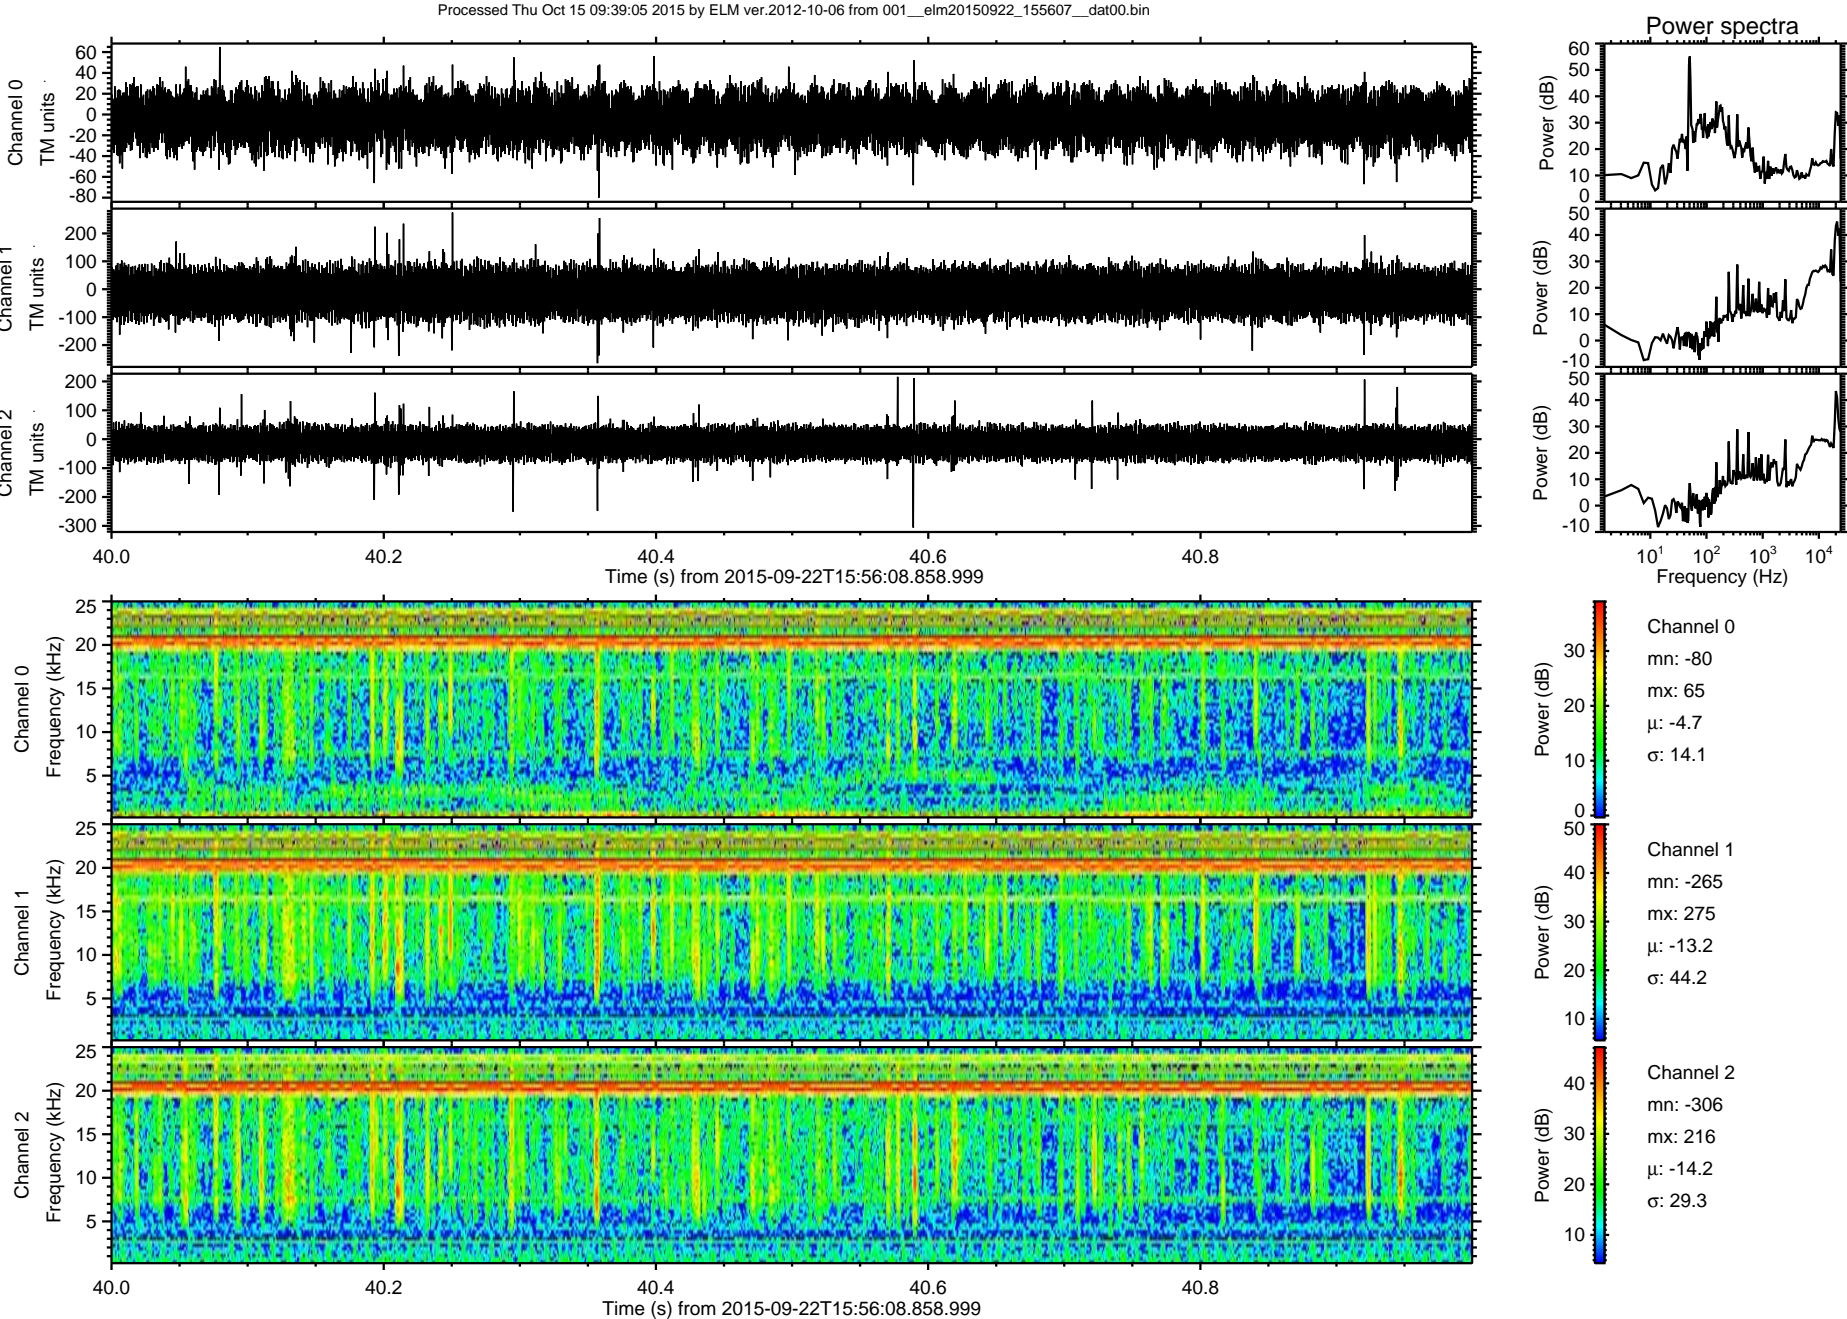 Processed Thu Oct 15 09:39:05 2015 by ELM ver.2012-10-06 from 001__elm20150922_155607__dat00.bin
Power spectra
Channel 0
TM units
60
40
20
0
-20
-40
-60
-80
Power (dB)
60
50
40
30
20
10
0
Channel 1
TM units
200
100
0
-100
-200
Power (dB)
50
40
30
20
10
0
-10
Channel 2
TM units
200
100
0
-100
-200
-300
Power (dB)
50
40
30
20
10
0
-10
40.0 40.2 40.4 40.6 40.8
Time (s) from 2015-09-22T15:56:08.858.999
10^1 10^2 10^3 10^4
Frequency (Hz)
Channel 0
Frequency (kHz)
25
20
15
10
5
Power (dB)
30
20
10
0
Channel 0
mn: -80
mx: 65
μ: -4.7
σ: 14.1
Channel 1
Frequency (kHz)
25
20
15
10
5
Power (dB)
50
40
30
20
10
Channel 1
mn: -265
mx: 275
μ: -13.2
σ: 44.2
Channel 2
Frequency (kHz)
25
20
15
10
5
Power (dB)
40
30
20
10
Channel 2
mn: -306
mx: 216
μ: -14.2
σ: 29.3
40.0 40.2 40.4 40.6 40.8
Time (s) from 2015-09-22T15:56:08.858.999